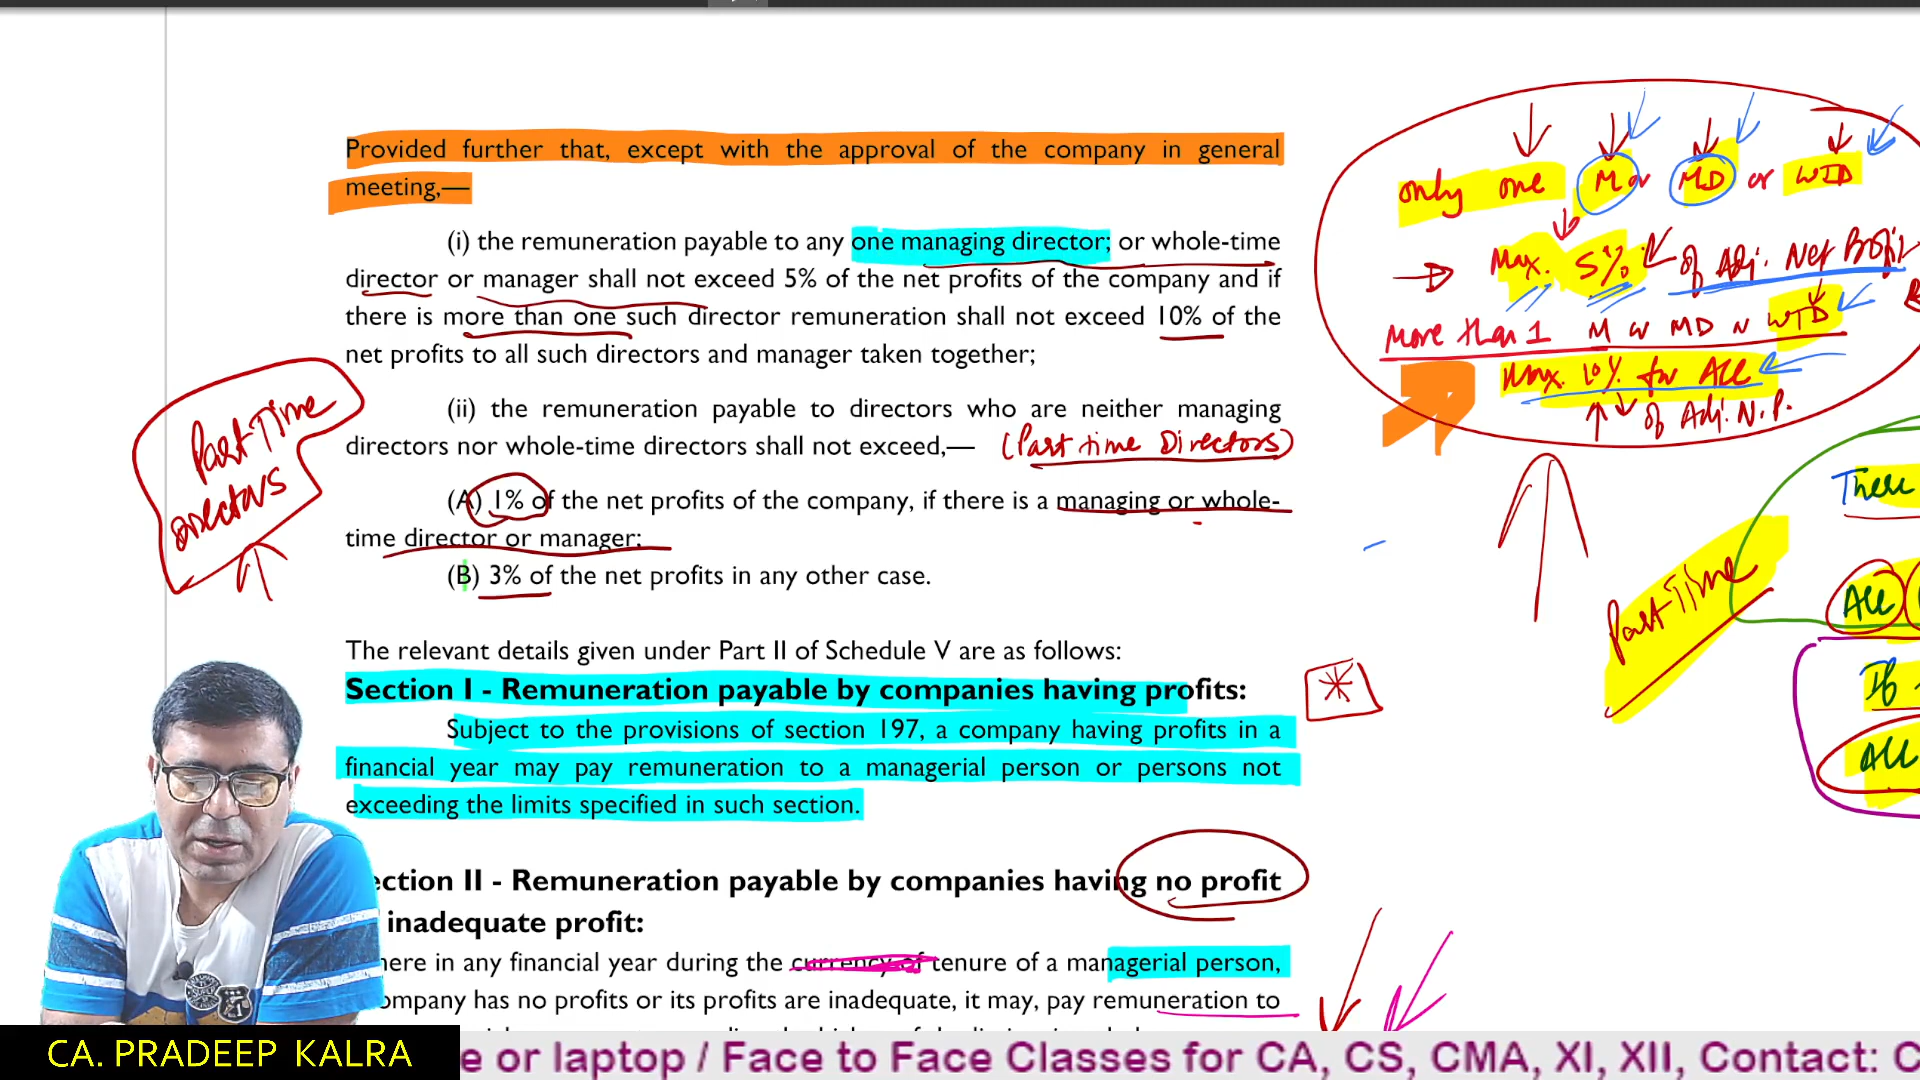 Provided further that, except with the approval of the company in general
meeting,—
(i) the remuneration payable to any one managing director; or whole-time
director or manager shall not exceed 5% of the net profits of the company and if
there is more than one such director remuneration shall not exceed 10% of the
net profits to all such directors and manager taken together;
(ii) the remuneration payable to directors who are neither managing
directors nor whole-time directors shall not exceed,— (Part time Directors)
(A) 1% of the net profits of the company, if there is a managing or whole-
time director or manager;
(B) 3% of the net profits in any other case.
The relevant details given under Part II of Schedule V are as follows:
Section I - Remuneration payable by companies having profits:
Subject to the provisions of section 197, a company having profits in a
financial year may pay remuneration to a managerial person or persons not
exceeding the limits specified in such section.
ection II - Remuneration payable by companies having no profit
inadequate profit:
here in any financial year during the currency of tenure of a managerial person,
ompany has no profits or its profits are inadequate, it may, pay remuneration to
Part Time
Directors
only one M or MD or WTD
Max. 5% of Adj. Net Profit
More than 1 M or MD or WTD
Max. 10% for All
of Adj. N.P.
Part Time
There
All
If
All
CA. PRADEEP KALRA
e or laptop / Face to Face Classes for CA, CS, CMA, XI, XII, Contact: C